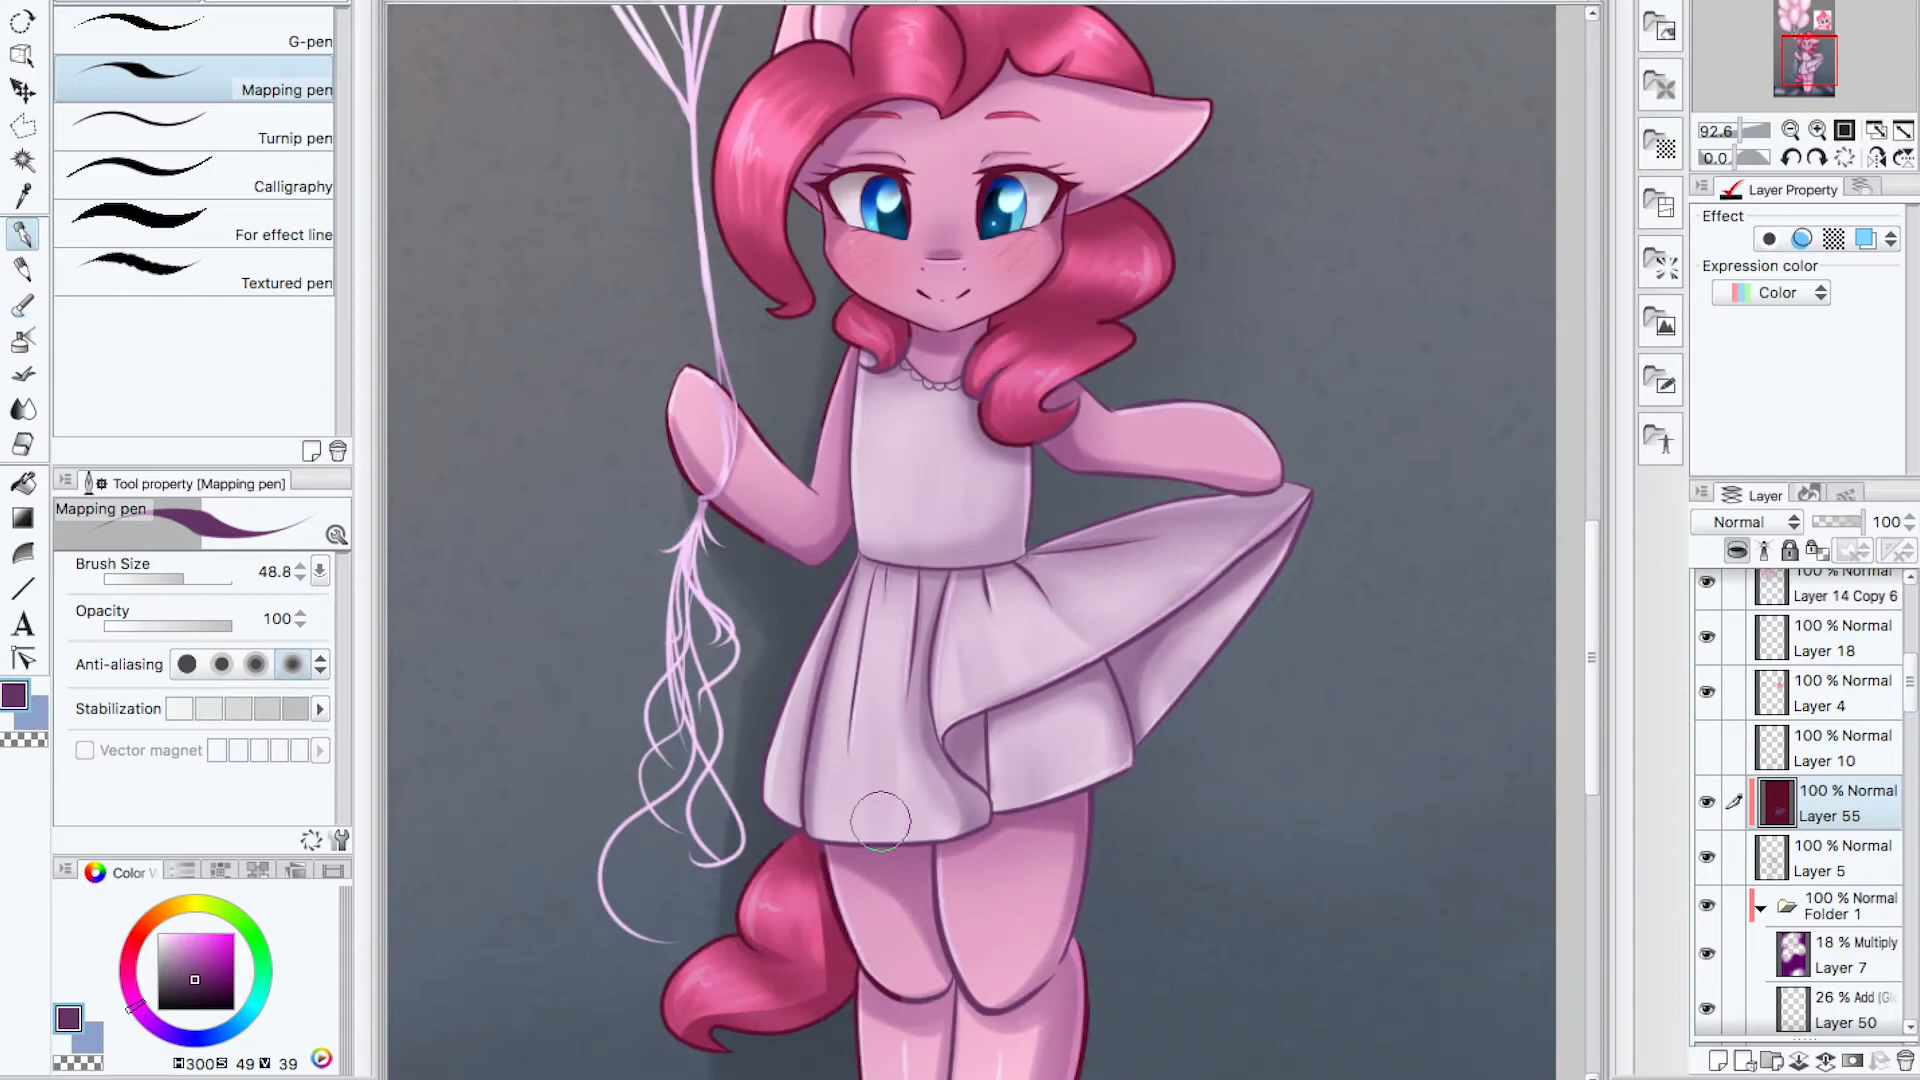 G-pen
Mapping pen
Turnip pen
Calligraphy
For effect line
Textured pen
Tool property [Mapping pen]
Mapping pen
Brush Size
48.8
Opacity
100
Anti-aliasing
Stabilization
Vector magnet
Color
H300 S 49 V 39
92.6
0.0
Layer Property
Effect
Expression color
Color
Layer
Normal
100
100 % Normal
Layer 14 Copy 6
100 % Normal
Layer 18
100 % Normal
Layer 4
100 % Normal
Layer 10
100 % Normal
Layer 55
100 % Normal
Layer 5
100 % Normal
Folder 1
18 % Multiply
Layer 7
26 % Add (Gl
Layer 50